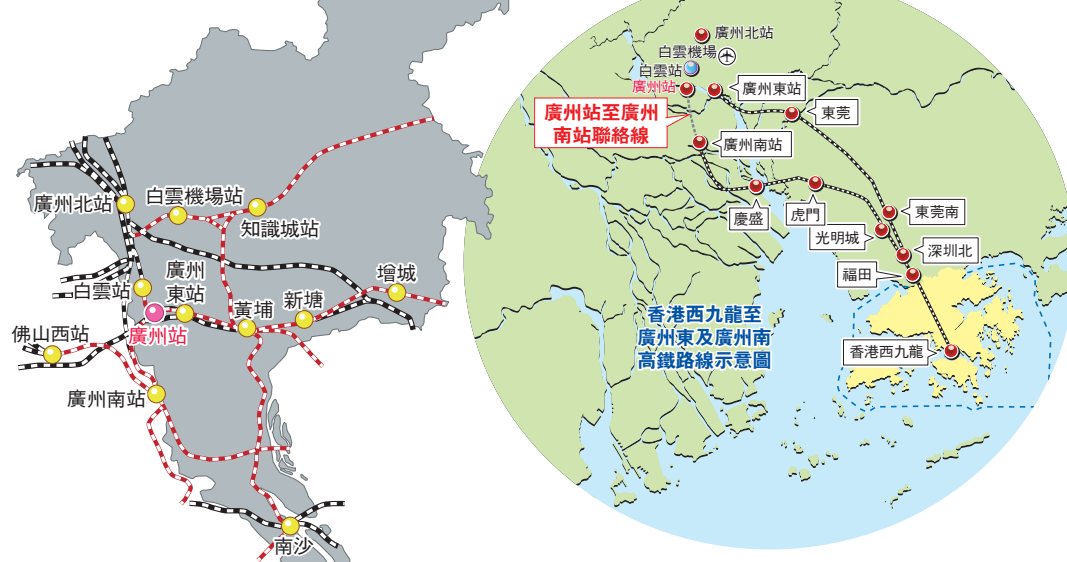 廣州北站
白雲機場站
知識城站
白雲站
廣州
東站
廣州站
佛山西站
黃埔
新塘
增城
廣州南站
南沙
廣州北站
白雲機場
白雲站
廣州站
廣州東站
東莞
廣州站至廣州
南站聯絡線
廣州南站
慶盛
虎門
東莞南
光明城
深圳北
福田
香港西九龍至
廣州東及廣州南
高鐵路線示意圖
香港西九龍